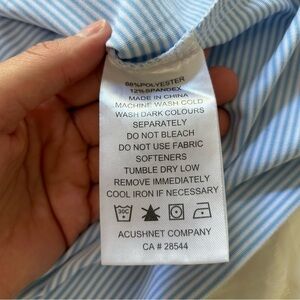 88%POLYESTER
12%SPANDEX
MADE IN CHINA
MACHINE WASH COLD
WASH DARK COLOURS
SEPARATELY
DO NOT BLEACH
DO NOT USE FABRIC
SOFTENERS
TUMBLE DRY LOW
REMOVE IMMEDIATELY
COOL IRON IF NECESSARY
30C
ACUSHNET COMPANY
CA # 28544